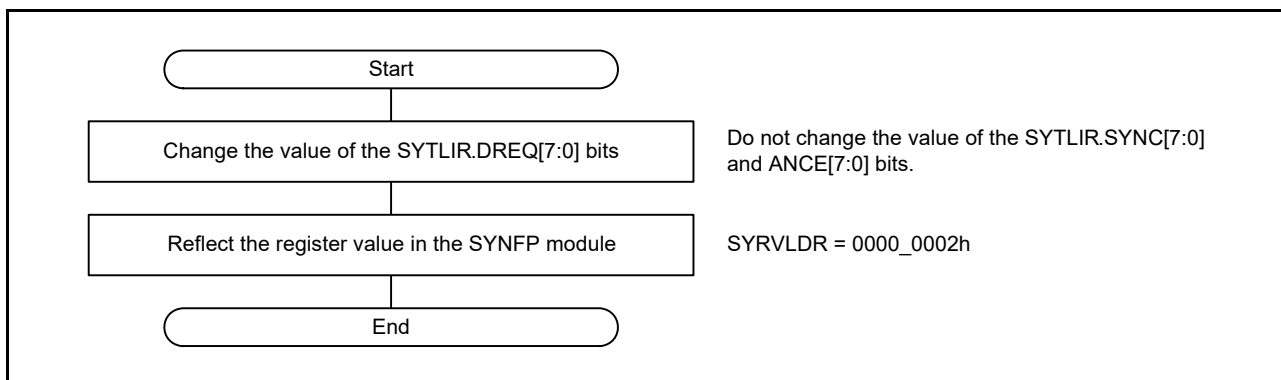 Start
Change the value of the SYTLIR.DREQ[7:0] bits
Do not change the value of the SYTLIR.SYNC[7:0]
and ANCE[7:0] bits.
Reflect the register value in the SYNFP module
SYRVLDR = 0000_0002h
End